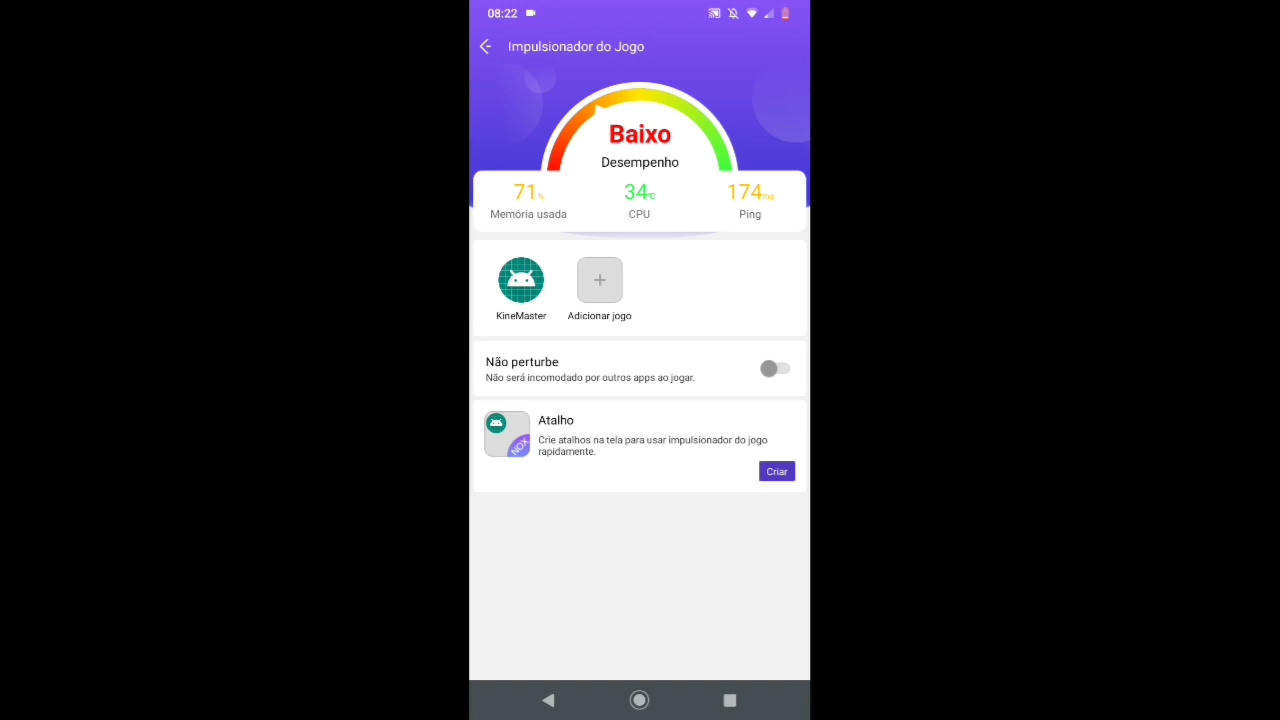 08:22
Impulsionador do Jogo
Baixo
Desempenho
71%
34°C
174ms
Memória usada
CPU
Ping
KineMaster
Adicionar jogo
Não perturbe
Não será incomodado por outros apps ao jogar.
Atalho
Crie atalhos na tela para usar impulsionador do jogo
rapidamente.
NOX
Criar